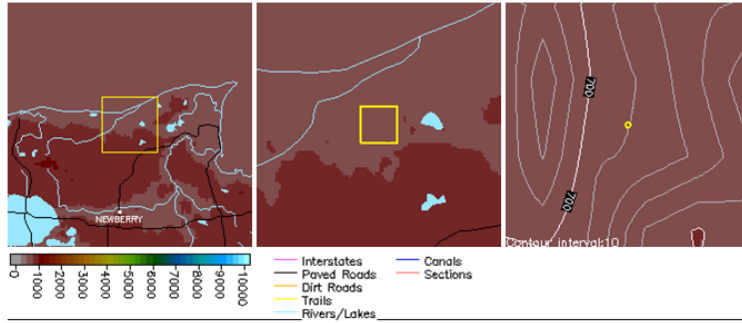 700
NEWBERRY
700
Contour interval:10
0
1000
2000
3000
4000
5000
6000
7000
8000
9000
10000
Interstates
Paved Roads
Dirt Roads
Trails
Rivers/Lakes
Canals
Sections